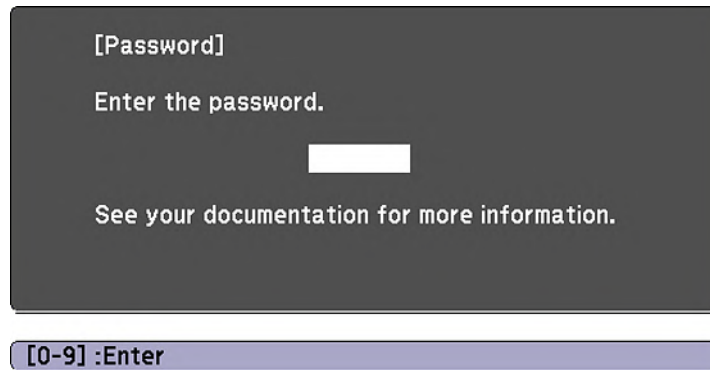 [Password]
Enter the password.
See your documentation for more information.
[0-9] :Enter